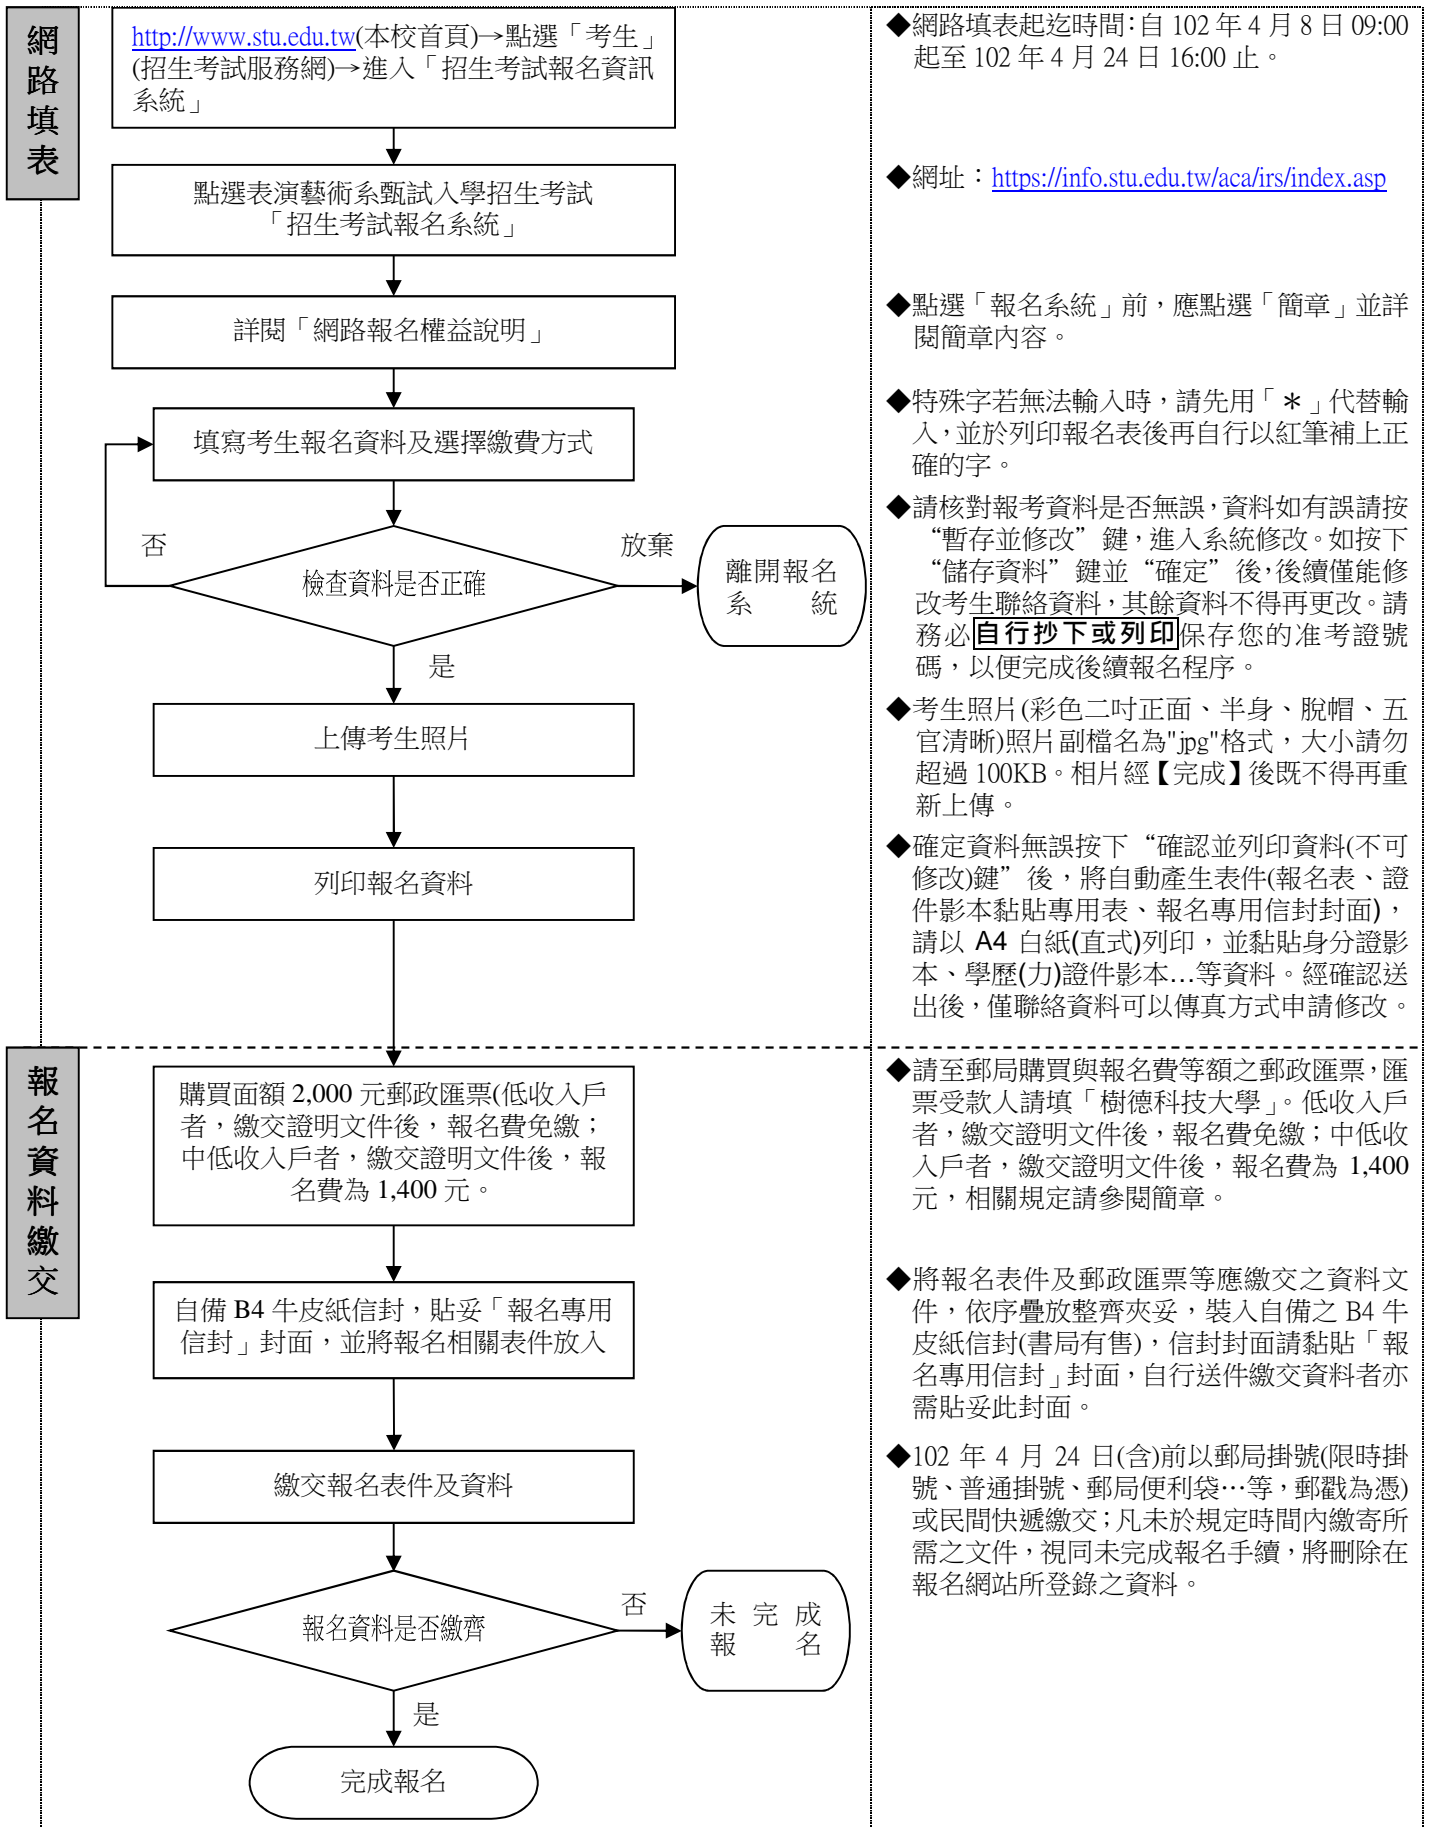 網
路
填
表
http://www.stu.edu.tw(本校首頁)→點選「考生」
(招生考試服務網)→進入「招生考試報名資訊
系統」
點選表演藝術系甄試入學招生考試
「招生考試報名系統」
詳閱「網路報名權益說明」
填寫考生報名資料及選擇繳費方式
否
檢查資料是否正確
放棄
離開報名
系統
是
上傳考生照片
列印報名資料
◆網路填表起迄時間:自 102 年 4 月 8 日 09:00
起至 102 年 4 月 24 日 16:00 止。
◆網址：https://info.stu.edu.tw/aca/irs/index.asp
◆點選「報名系統」前，應點選「簡章」並詳
閱簡章內容。
◆特殊字若無法輸入時，請先用「＊」代替輸
入，並於列印報名表後再自行以紅筆補上正
確的字。
◆請核對報考資料是否無誤，資料如有誤請按
“暫存並修改”鍵，進入系統修改。如按下
“儲存資料”鍵並“確定”後，後續僅能修
改考生聯絡資料，其餘資料不得再更改。請
務必自行抄下或列印保存您的准考證號
碼，以便完成後續報名程序。
◆考生照片(彩色二吋正面、半身、脫帽、五
官清晰)照片副檔名為"jpg"格式，大小請勿
超過 100KB。相片經【完成】後既不得再重
新上傳。
◆確定資料無誤按下“確認並列印資料(不可
修改)鍵”後，將自動產生表件(報名表、證
件影本黏貼專用表、報名專用信封封面)，
請以 A4 白紙(直式)列印，並黏貼身分證影
本、學歷(力)證件影本…等資料。經確認送
出後，僅聯絡資料可以傳真方式申請修改。
報
名
資
料
繳
交
購買面額 2,000 元郵政匯票(低收入戶
者，繳交證明文件後，報名費免繳；
中低收入戶者，繳交證明文件後，報
名費為 1,400 元。
自備 B4 牛皮紙信封，貼妥「報名專用
信封」封面，並將報名相關表件放入
繳交報名表件及資料
報名資料是否繳齊
否
未完成
報名
是
完成報名
◆請至郵局購買與報名費等額之郵政匯票，匯
票受款人請填「樹德科技大學」。低收入戶
者，繳交證明文件後，報名費免繳；中低收
入戶者，繳交證明文件後，報名費為 1,400
元，相關規定請參閱簡章。
◆將報名表件及郵政匯票等應繳交之資料文
件，依序疊放整齊夾妥，裝入自備之 B4 牛
皮紙信封(書局有售)，信封封面請黏貼「報
名專用信封」封面，自行送件繳交資料者亦
需貼妥此封面。
◆102 年 4 月 24 日(含)前以郵局掛號(限時掛
號、普通掛號、郵局便利袋…等，郵戳為憑)
或民間快遞繳交；凡未於規定時間內繳寄所
需之文件，視同未完成報名手續，將刪除在
報名網站所登錄之資料。